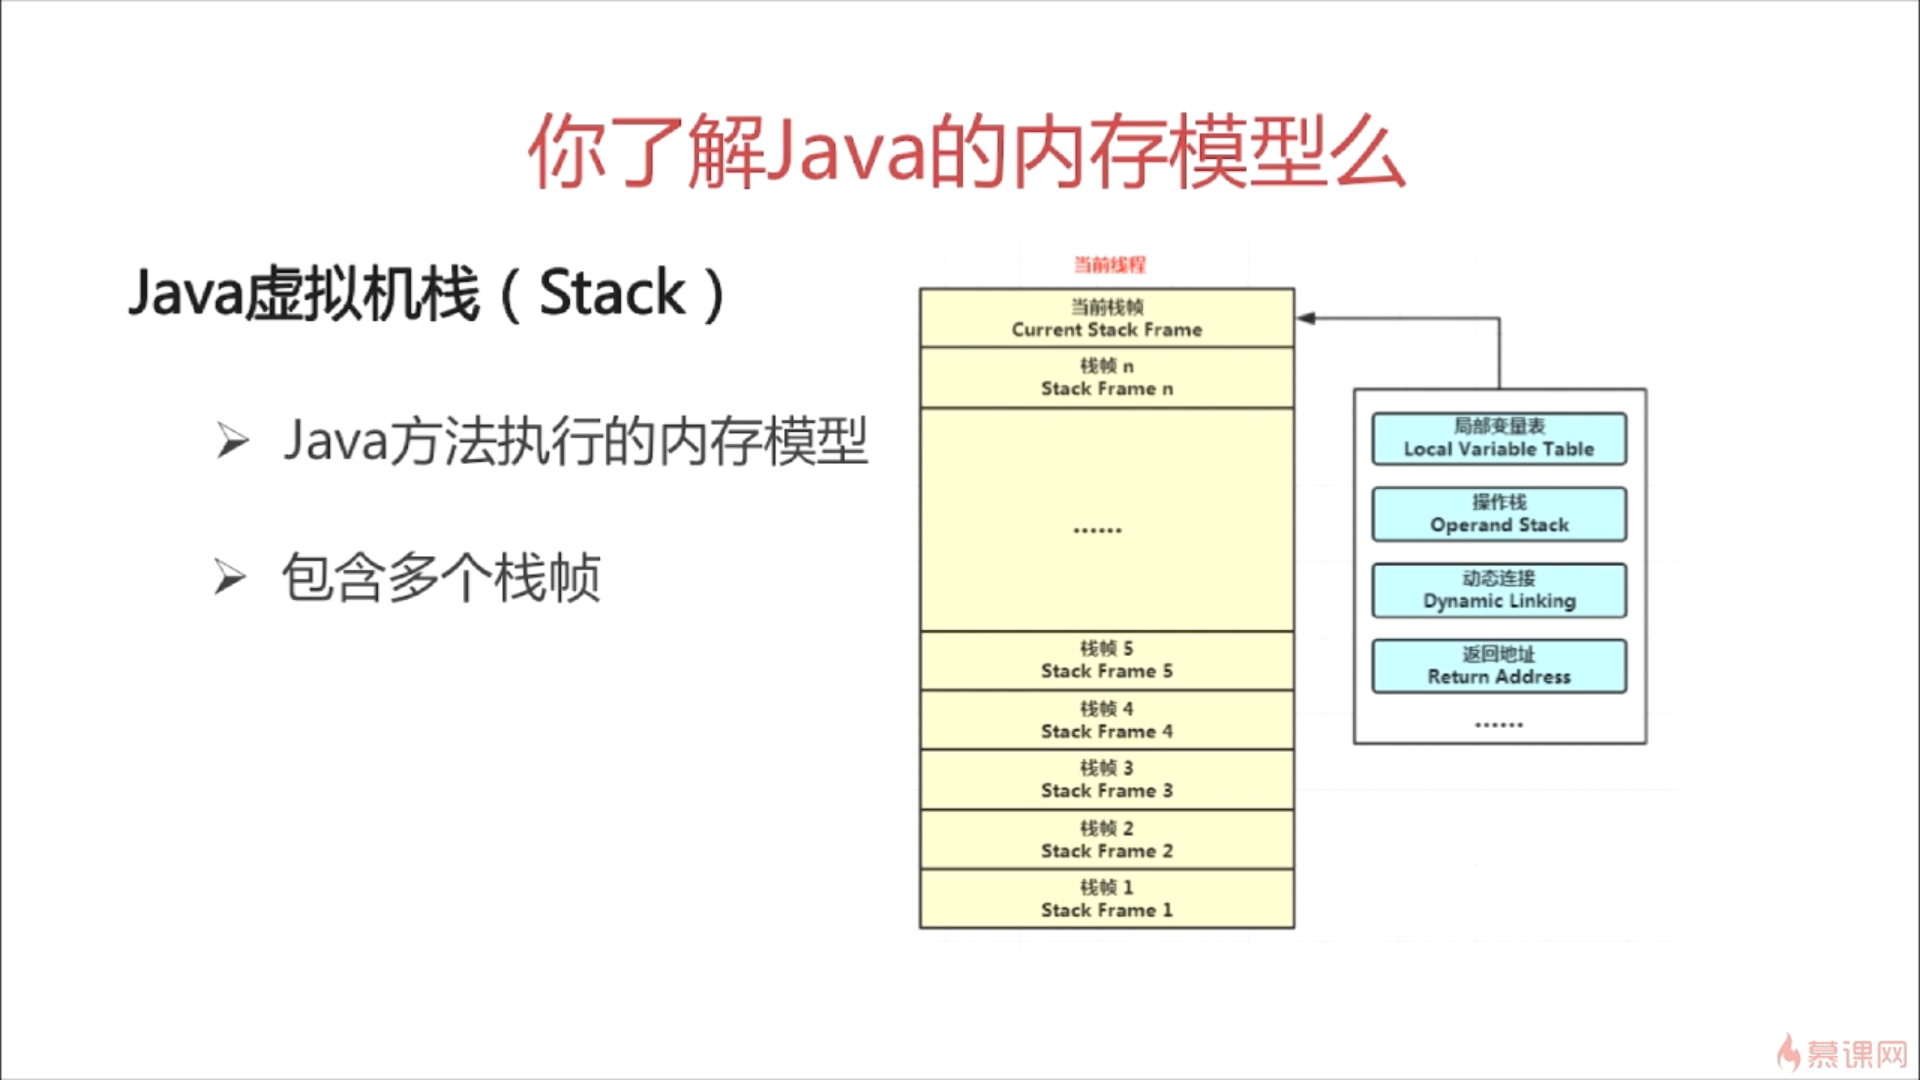 你了解Java的内存模型么
Java虚拟机栈（Stack）
Java方法执行的内存模型
包含多个栈帧
当前线程
当前栈帧
Current Stack Frame
栈帧 n
Stack Frame n
......
栈帧 5
Stack Frame 5
栈帧 4
Stack Frame 4
栈帧 3
Stack Frame 3
栈帧 2
Stack Frame 2
栈帧 1
Stack Frame 1
局部变量表
Local Variable Table
操作栈
Operand Stack
动态连接
Dynamic Linking
返回地址
Return Address
......
慕课网